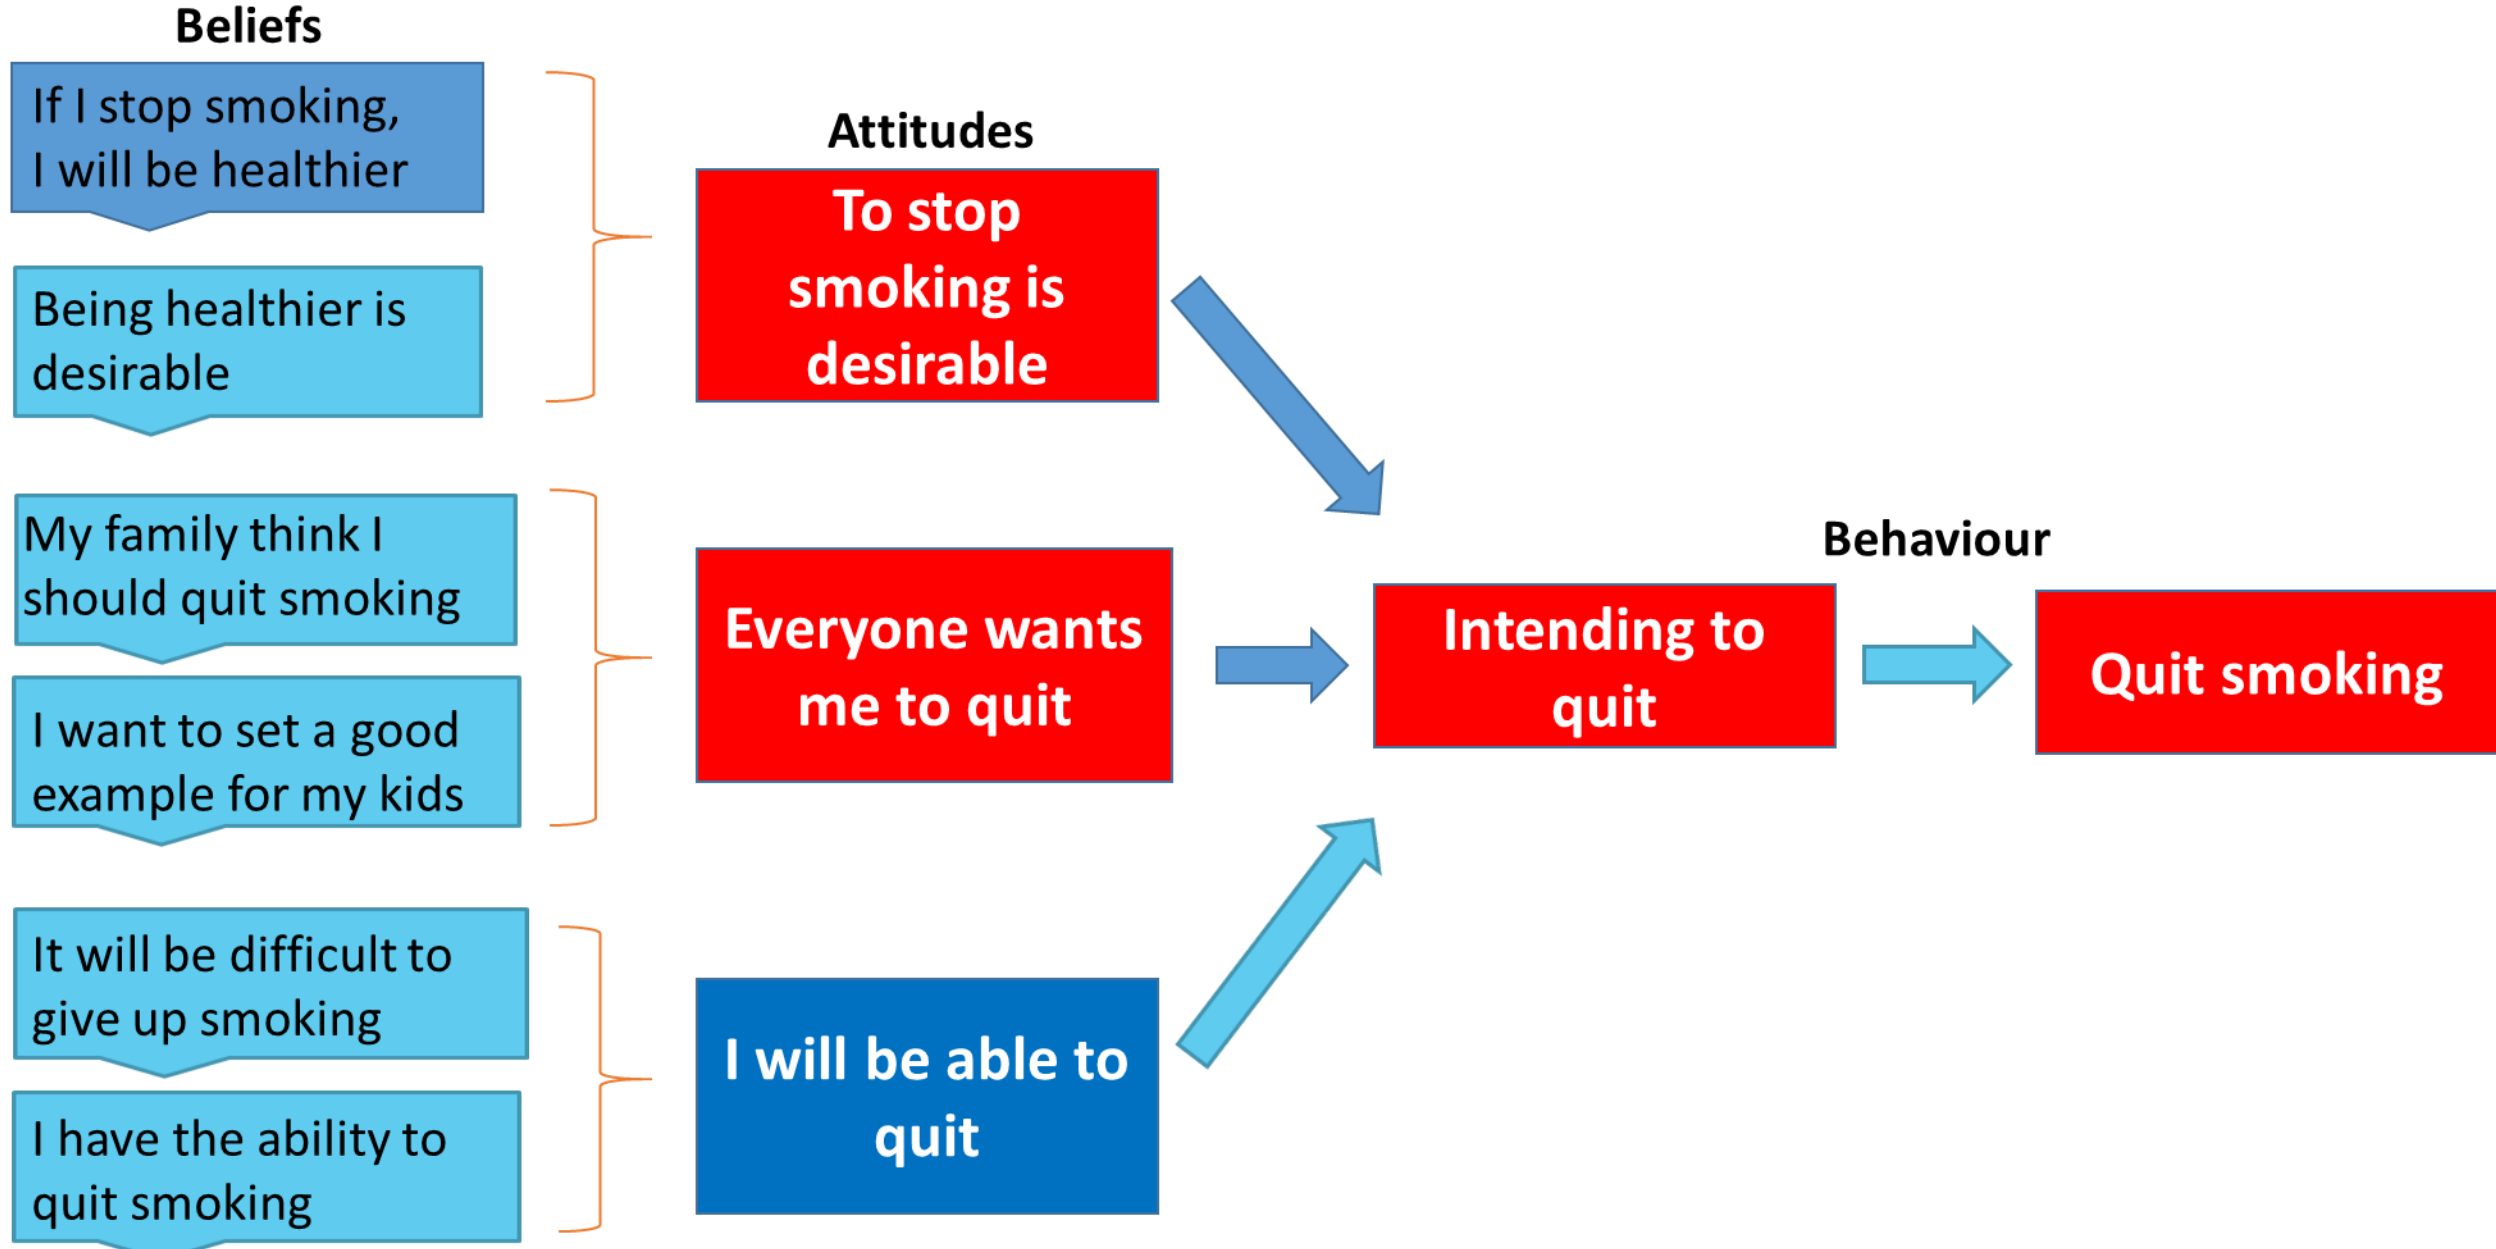 Beliefs
If I stop smoking,
I will be healthier
Being healthier is
desirable
My family think I
should quit smoking
I want to set a good
example for my kids
It will be difficult to
give up smoking
I have the ability to
quit smoking
Attitudes
To stop
smoking is
desirable
Everyone wants
me to quit
I will be able to
quit
Intending to
quit
Behaviour
Quit smoking